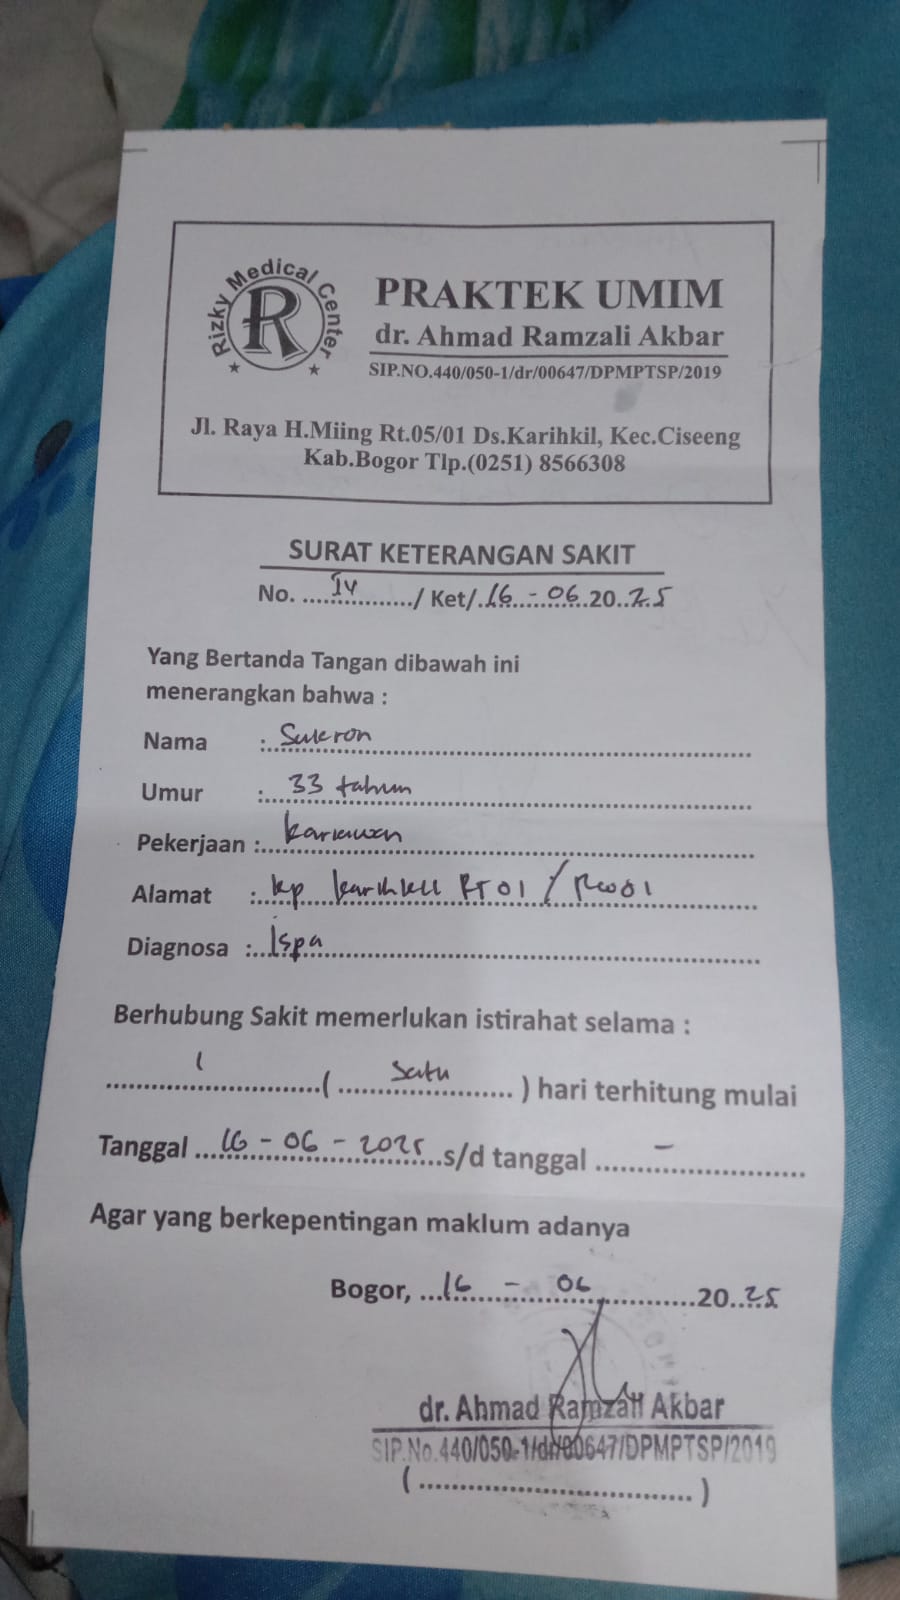 Rizky Medical Center
R
PRAKTEK UMIM
dr. Ahmad Ramzali Akbar
SIP.NO.440/050-1/dr/00647/DPMPTSP/2019
Jl. Raya H.Miing Rt.05/01 Ds.Karihkil, Kec.Ciseeng
Kab.Bogor Tlp.(0251) 8566308
SURAT KETERANGAN SAKIT
No. ................/ Ket/.16 - 06.20..25
Yang Bertanda Tangan dibawah ini
menerangkan bahwa :
Nama : Sukron
Umur : 33 tahun
Pekerjaan : karyawan
Alamat : kp karihkil RT 01 / RW 01
Diagnosa : Ispa
Berhubung Sakit memerlukan istirahat selama :
1 ( satu ) hari terhitung mulai
Tanggal 16 - 06 - 2025 s/d tanggal -
Agar yang berkepentingan maklum adanya
Bogor, 16 - 06 2025
dr. Ahmad Ramzali Akbar
SIP.No.440/050-1/dr/00647/DPMPTSP/2019
(....................................)